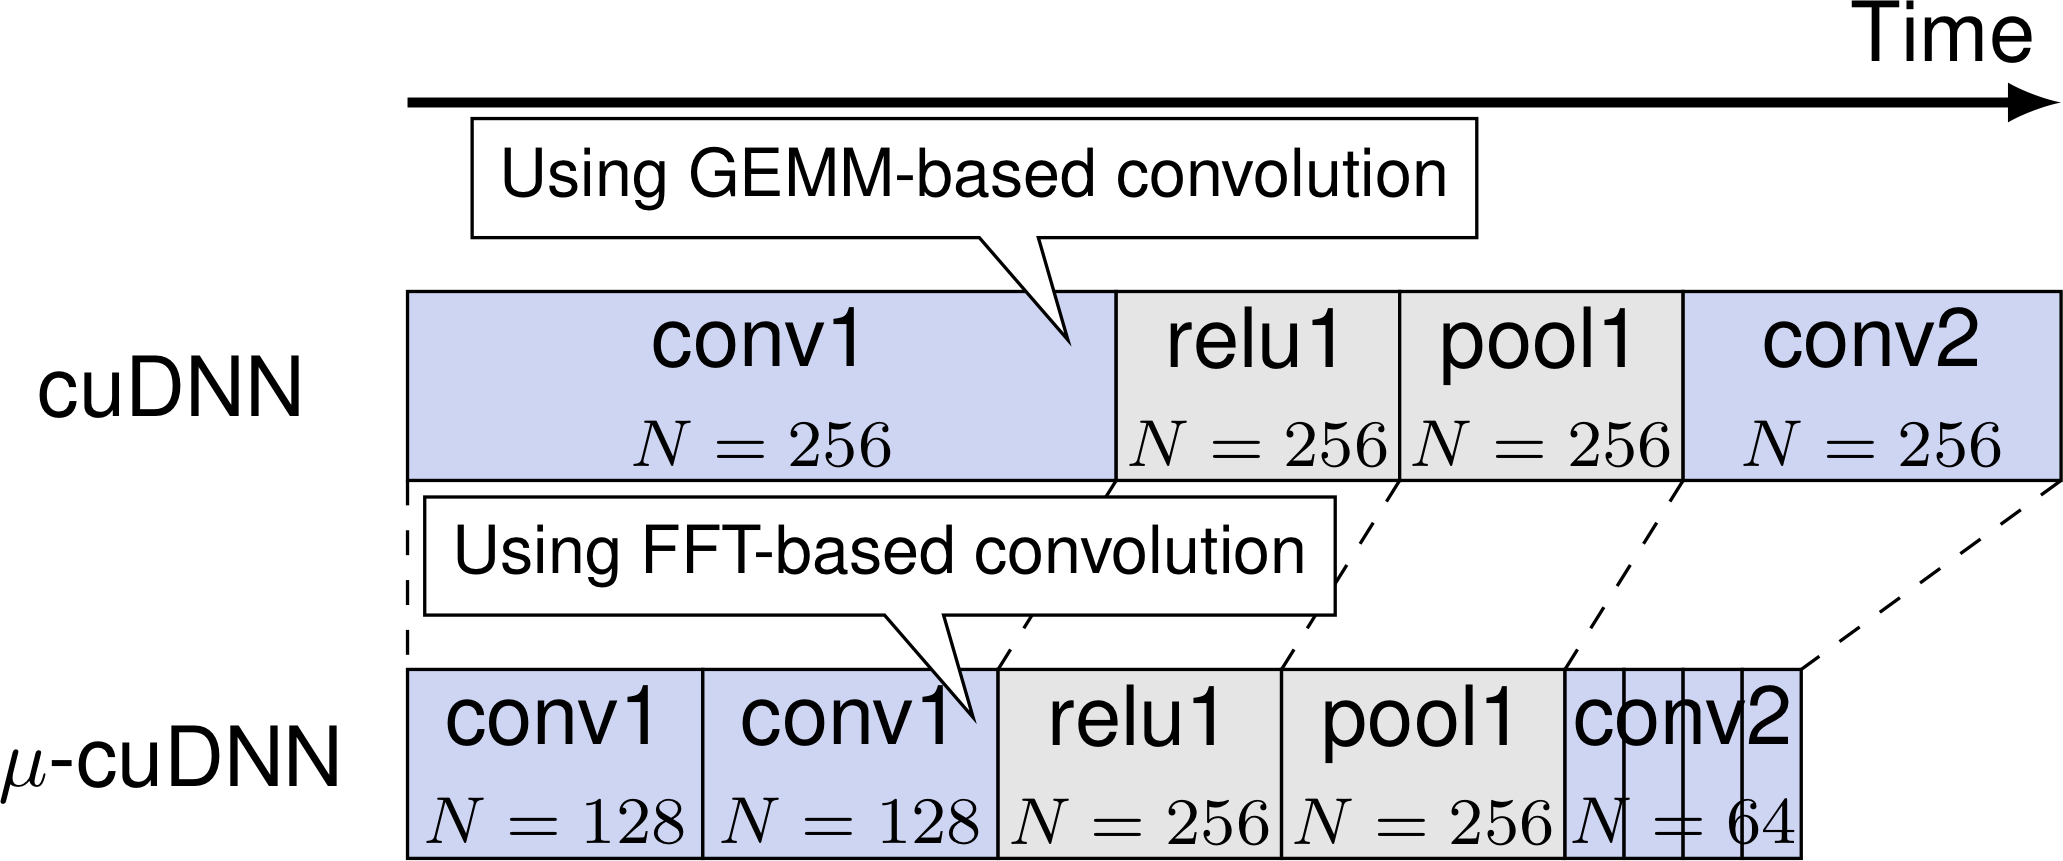 Time
Using GEMM-based convolution
cuDNN
conv1
N = 256
relu1
N = 256
pool1
N = 256
conv2
N = 256
Using FFT-based convolution
μ-cuDNN
conv1
N = 128
conv1
N = 128
relu1
N = 256
pool1
N = 256
conv2
N = 64